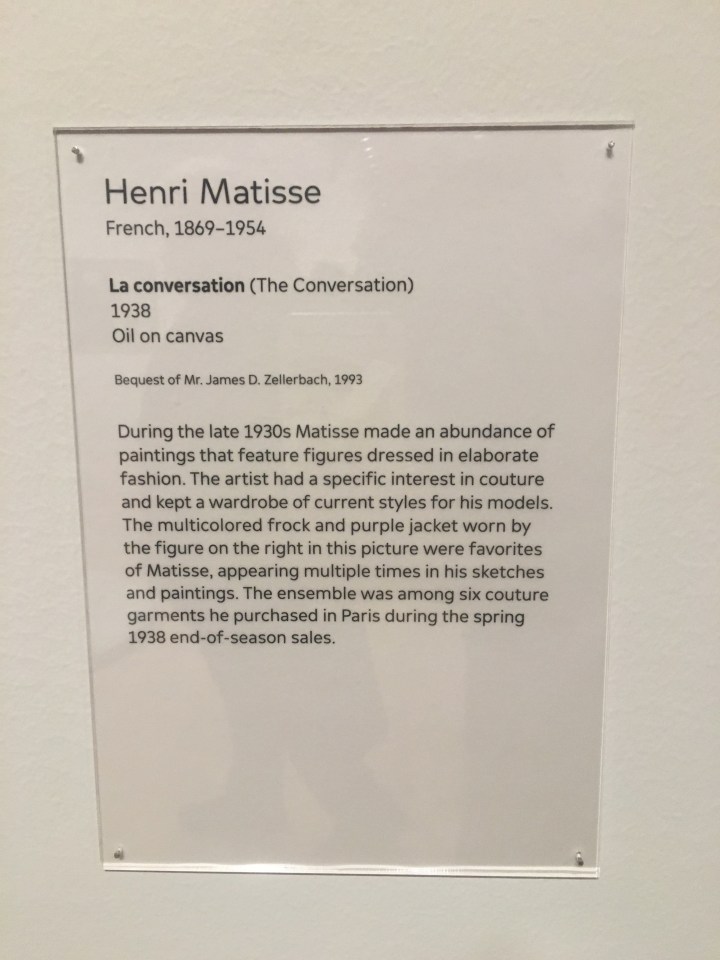 Henri Matisse
French, 1869–1954
La conversation (The Conversation)
1938
Oil on canvas
Bequest of Mr. James D. Zellerbach, 1993
During the late 1930s Matisse made an abundance of
paintings that feature figures dressed in elaborate
fashion. The artist had a specific interest in couture
and kept a wardrobe of current styles for his models.
The multicolored frock and purple jacket worn by
the figure on the right in this picture were favorites
of Matisse, appearing multiple times in his sketches
and paintings. The ensemble was among six couture
garments he purchased in Paris during the spring
1938 end-of-season sales.